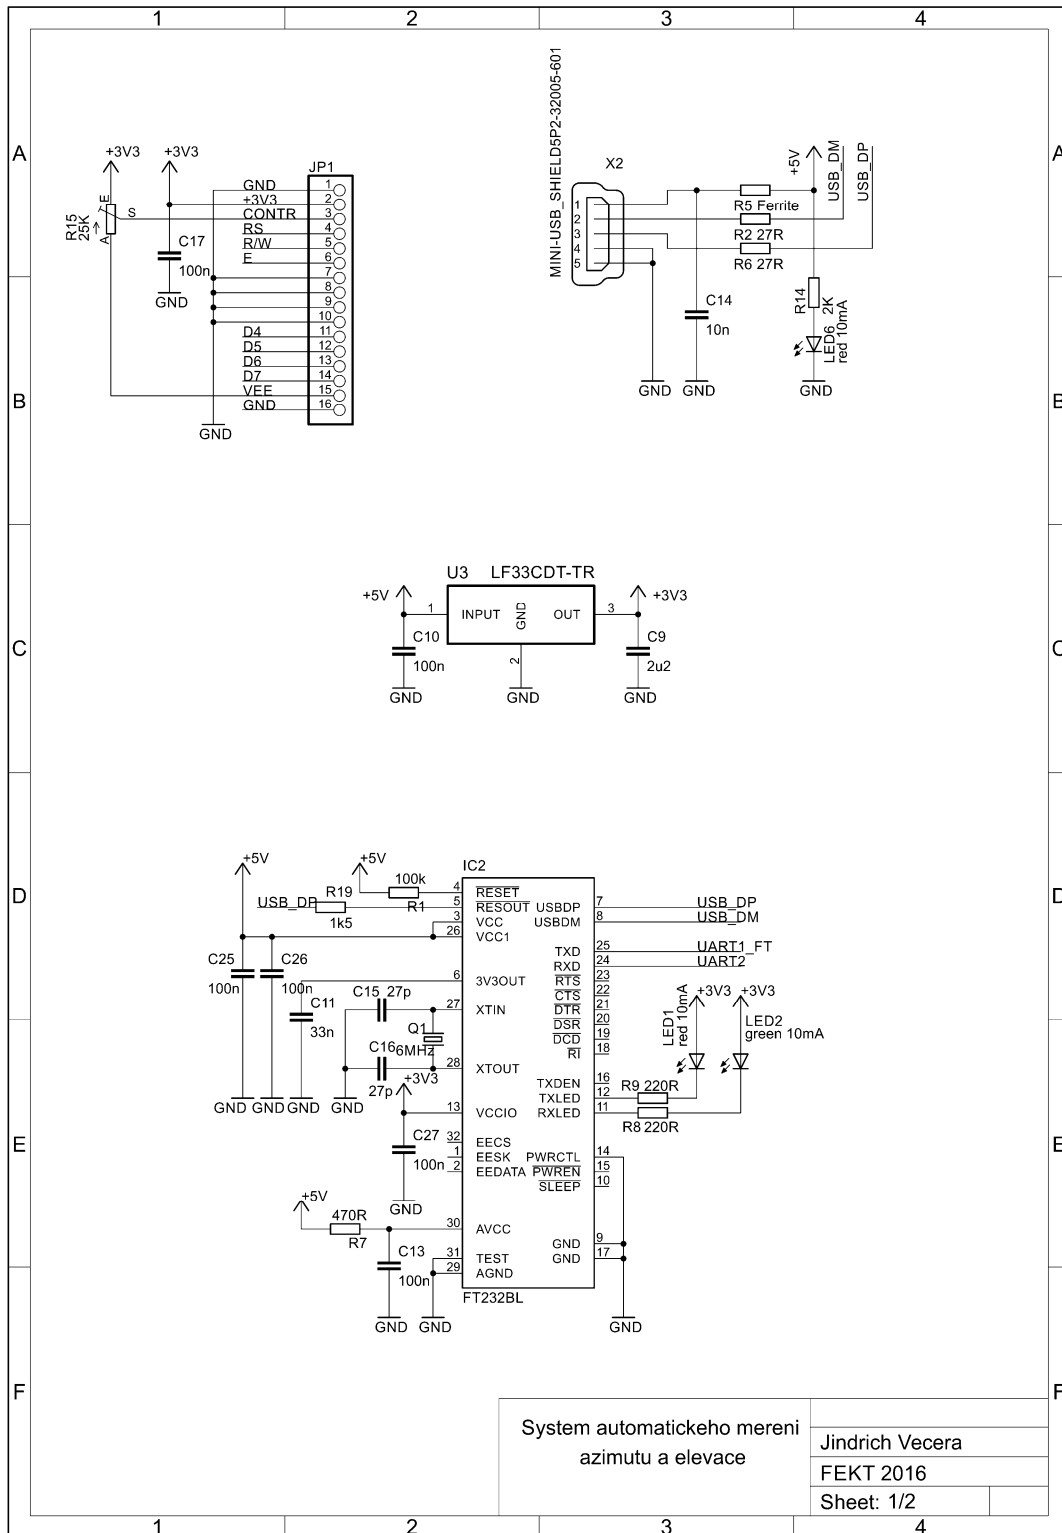 1 2 3 4
A A
B B
C C
D D
E E
F F
1 2 3 4
+3V3
+3V3
R15
25K
E
S
A
C17
100n
GND
GND
JP1
GND 1
+3V3 2
CONTR 3
RS 4
R/W 5
E 6
7
8
9
10
D4 11
D5 12
D6 13
D7 14
VEE 15
GND 16
MINI-USB_SHIELD5P2-32005-601
X2
1
2
3
4
5
+5V
USB_DM
USB_DP
R5 Ferrite
R2 27R
R6 27R
C14
10n
R14
2K
LED6
red 10mA
GND
GND
GND
U3 LF33CDT-TR
+5V
1
INPUT
GND
OUT
3
2
+3V3
C10
100n
C9
2u2
GND
GND
GND
IC2
+5V
+5V
100k
R1
USB_DP
R19
1k5
4 RESET
5 RESOUT
3 VCC
26 VCC1
6 3V3OUT
27 XTIN
28 XTOUT
13 VCCIO
32 EECS
1 EESK
2 EEDATA
30 AVCC
31 TEST
29 AGND
USBDP 7 USB_DP
USBDM 8 USB_DM
TXD 25 UART1_FT
RXD 24 UART2
RTS 23
CTS 22
DTR 21
DSR 20
DCD 19
RI 18
TXDEN 16
TXLED 12
RXLED 11
PWRCTL 14
PWREN 15
SLEEP 10
GND 9
GND 17
FT232BL
C25
100n
C26
100n
C11
33n
C15 27p
Q1
6MHz
C16
27p
+3V3
GND GND GND GND
C27
100n
GND
+5V
470R
R7
C13
100n
GND GND
GND
+3V3 +3V3
LED1
red 10mA
LED2
green 10mA
R9 220R
R8 220R
System automatickeho mereni
azimutu a elevace
Jindrich Vecera
FEKT 2016
Sheet: 1/2